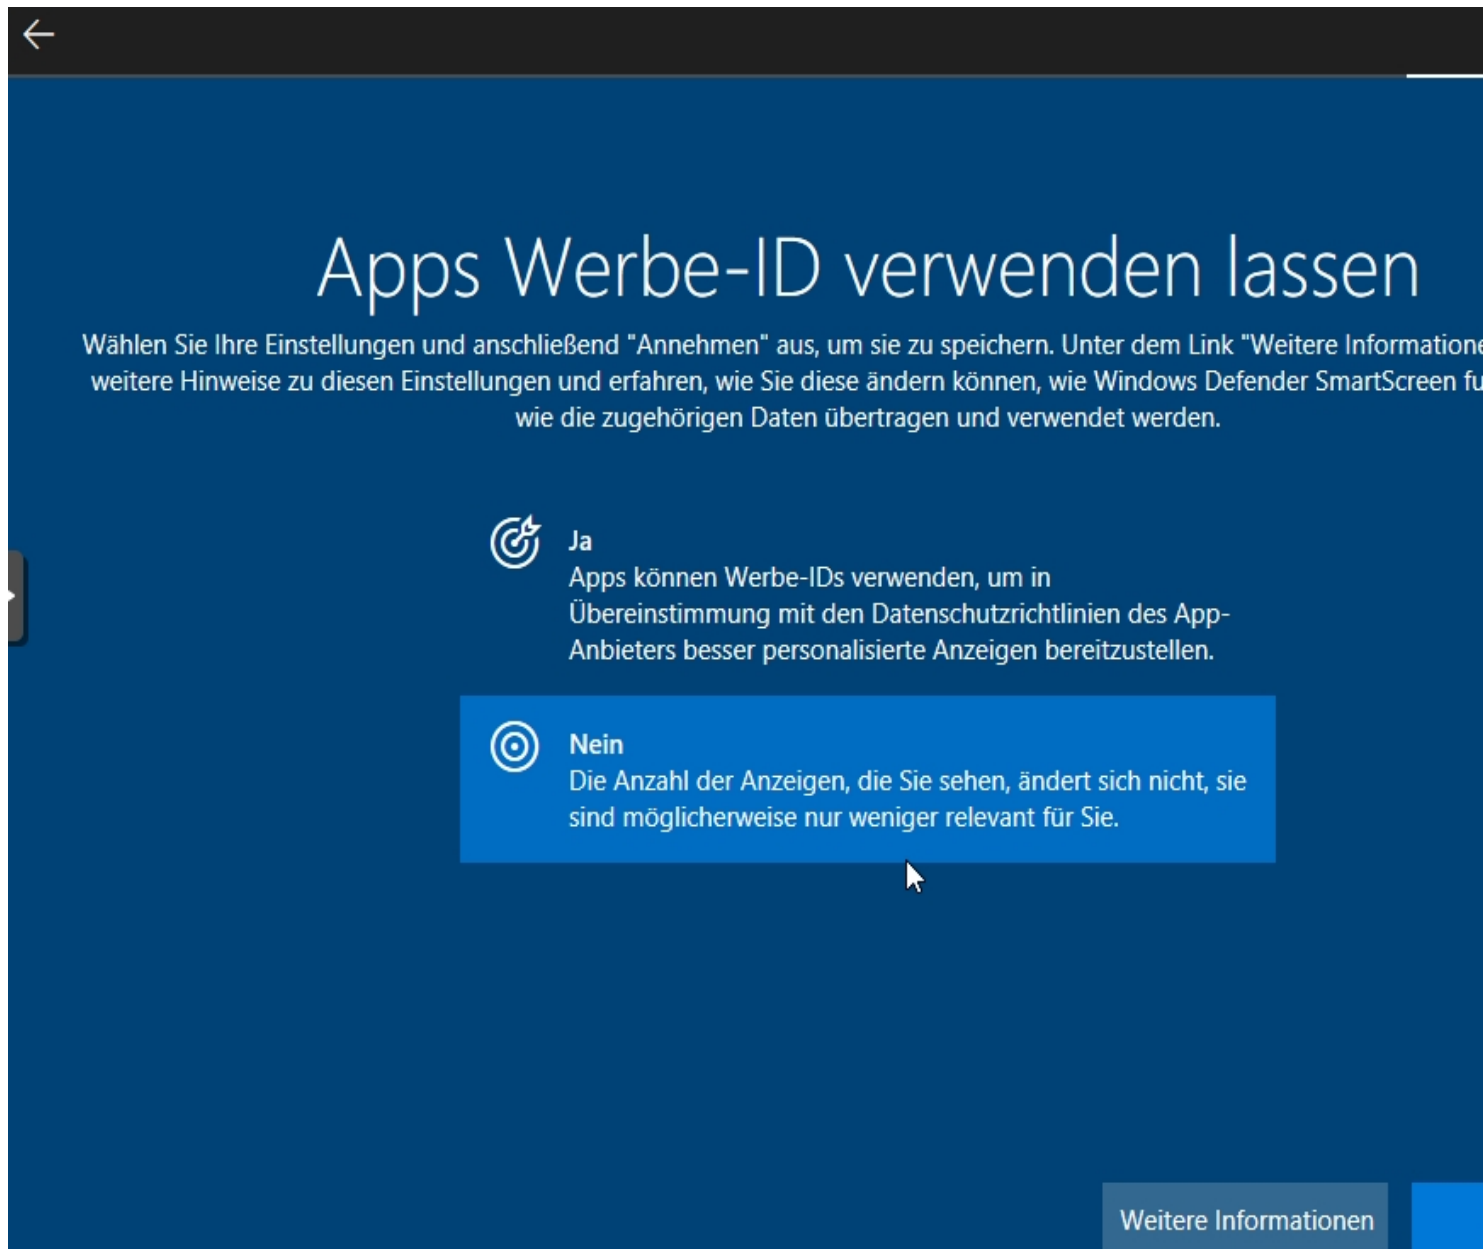 Apps Werbe-ID verwenden lassen
Wählen Sie Ihre Einstellungen und anschließend "Annehmen" aus, um sie zu speichern. Unter dem Link "Weitere
weitere Hinweise zu diesen Einstellungen und erfahren, wie Sie diese ändern können, wie Windows Defender SmartScreen
wie die zugehörigen Daten übertragen und verwendet werden.
Ja
Apps können Werbe-IDs verwenden, um in
Übereinstimmung mit den Datenschutzrichtlinien des App-
Anbieters besser personalisierte Anzeigen bereitzustellen.
Nein
Die Anzahl der Anzeigen, die Sie sehen, ändert sich nicht, sie
sind möglicherweise nur weniger relevant für Sie.
Weitere Informationen